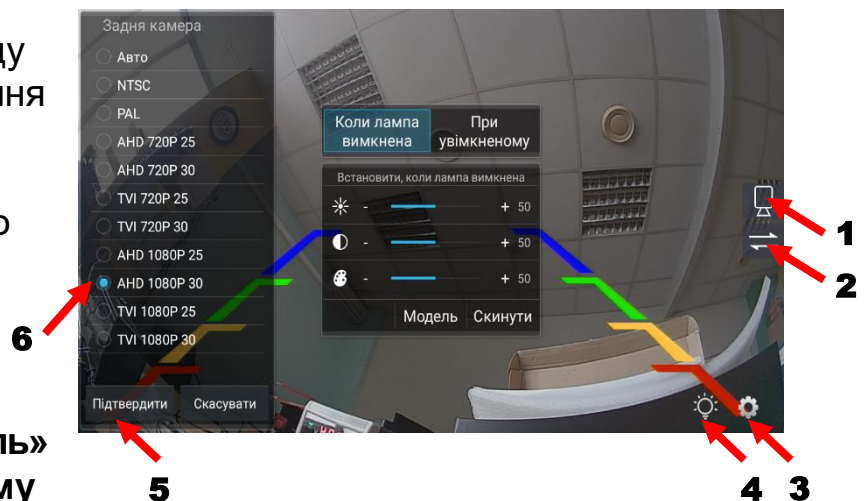 ду
ння
о
ль»
му
Задня камера
Авто
NTSC
PAL
AHD 720P 25
AHD 720P 30
TVI 720P 25
TVI 720P 30
AHD 1080P 25
AHD 1080P 30
TVI 1080P 25
TVI 1080P 30
Підтвердити Скасувати
Коли лампа вимкнена
При увімкненому
Встановити, коли лампа вимкнена
- + 50
- + 50
- + 50
Модель Скинути
1
2
6
5
4 3